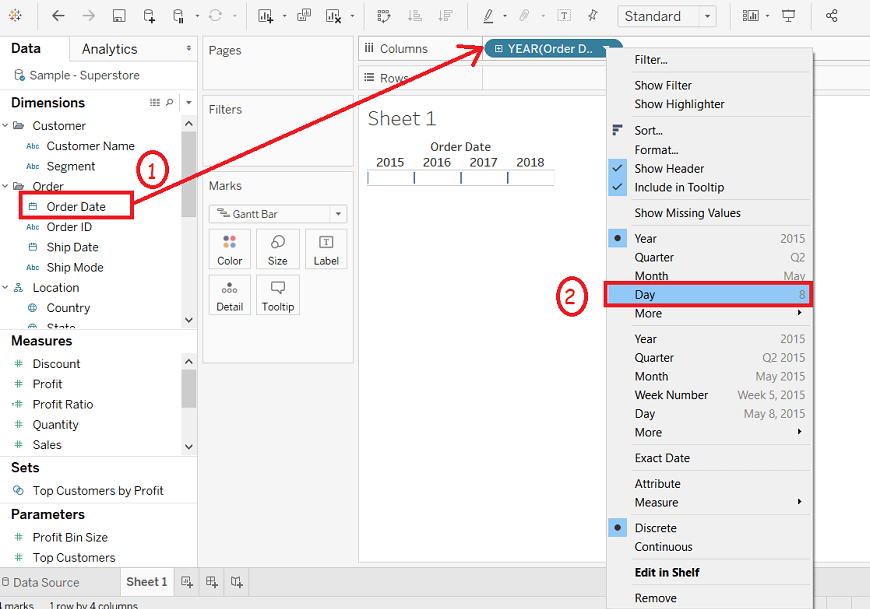 Standard
Data
Analytics
Sample - Superstore
Dimensions
Customer
Abc Customer Name
Abc Segment
Order
Order Date
Abc Order ID
Ship Date
Abc Ship Mode
Location
Country
State
Measures
Discount
Profit
Profit Ratio
Quantity
Sales
Sets
Top Customers by Profit
Parameters
Profit Bin Size
Top Customers
1
Pages
Filters
Marks
Gantt Bar
Color
Size
Label
Detail
Tooltip
Columns
YEAR(Order D..
Rows
Sheet 1
Order Date
2015 2016 2017 2018
2
Filter...
Show Filter
Show Highlighter
Sort...
Format...
Show Header
Include in Tooltip
Show Missing Values
Year 2015
Quarter Q2
Month May
Day 8
More
Year 2015
Quarter Q2 2015
Month May 2015
Week Number Week 5, 2015
Day May 8, 2015
More
Exact Date
Attribute
Measure
Discrete
Continuous
Edit in Shelf
Remove
Data Source
Sheet 1
4 marks 1 row by 4 columns